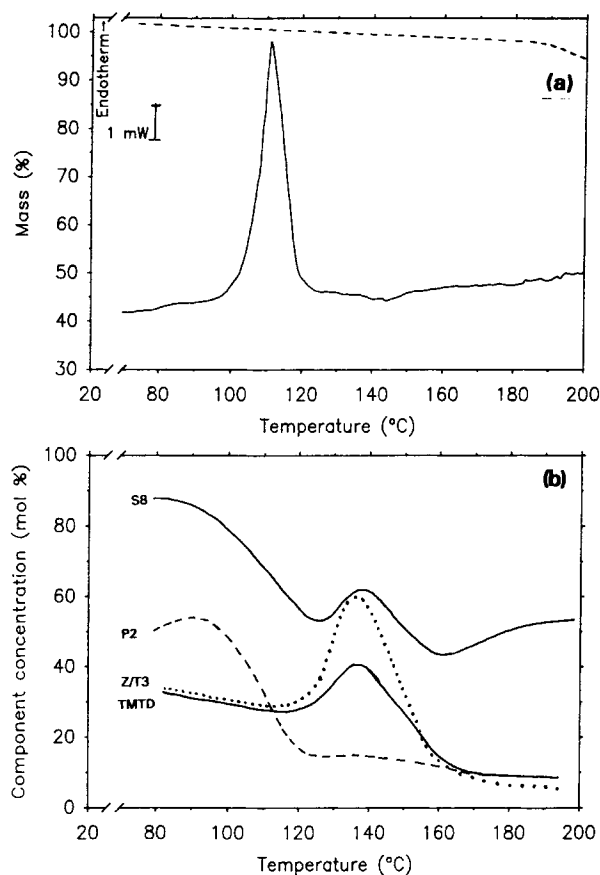 100
90
80
70
60
50
40
30
Mass (%)
Endotherm→
1 mW
(a)
20 80 100 120 140 160 180 200
Temperature (°C)
100
80
60
40
20
0
Component concentration (mol %)
(b)
S8
P2
Z/T3
TMTD
20 80 100 120 140 160 180 200
Temperature (°C)